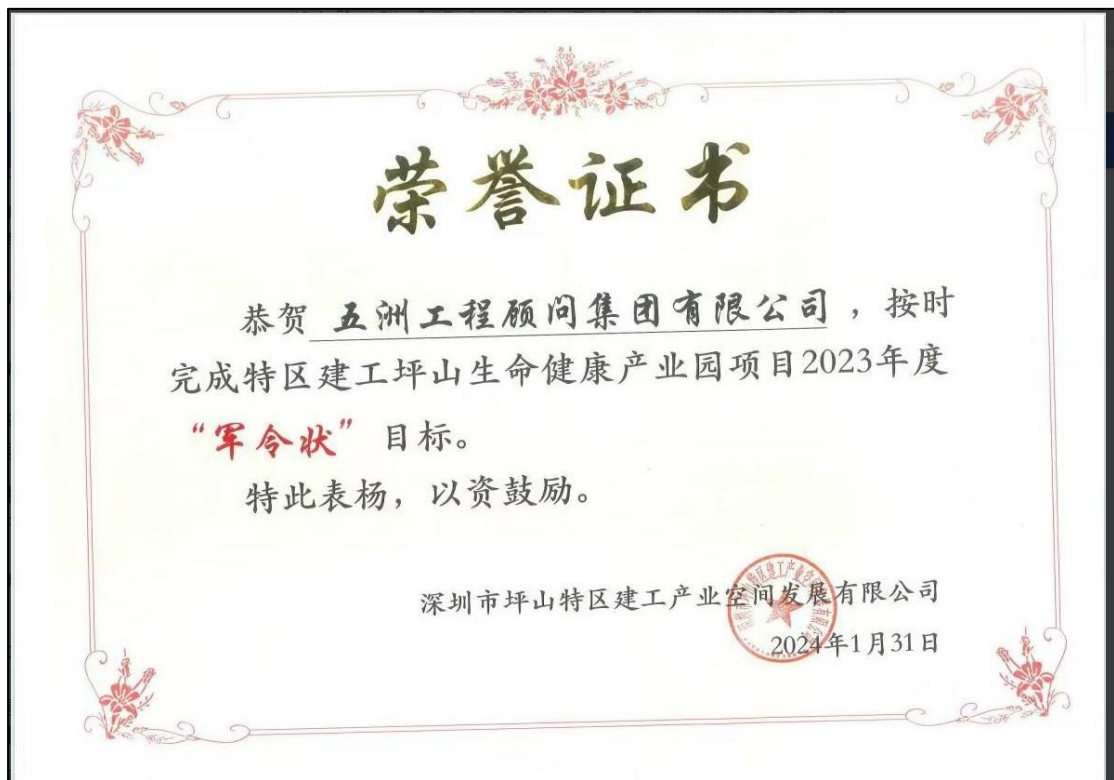 荣誉证书
恭贺 五洲工程顾问集团有限公司 ，按时
完成特区建工坪山生命健康产业园项目2023年度
“军令状”目标。
特此表杨，以资鼓励。
深圳市坪山特区建工产业空间发展有限公司
2024年1月31日